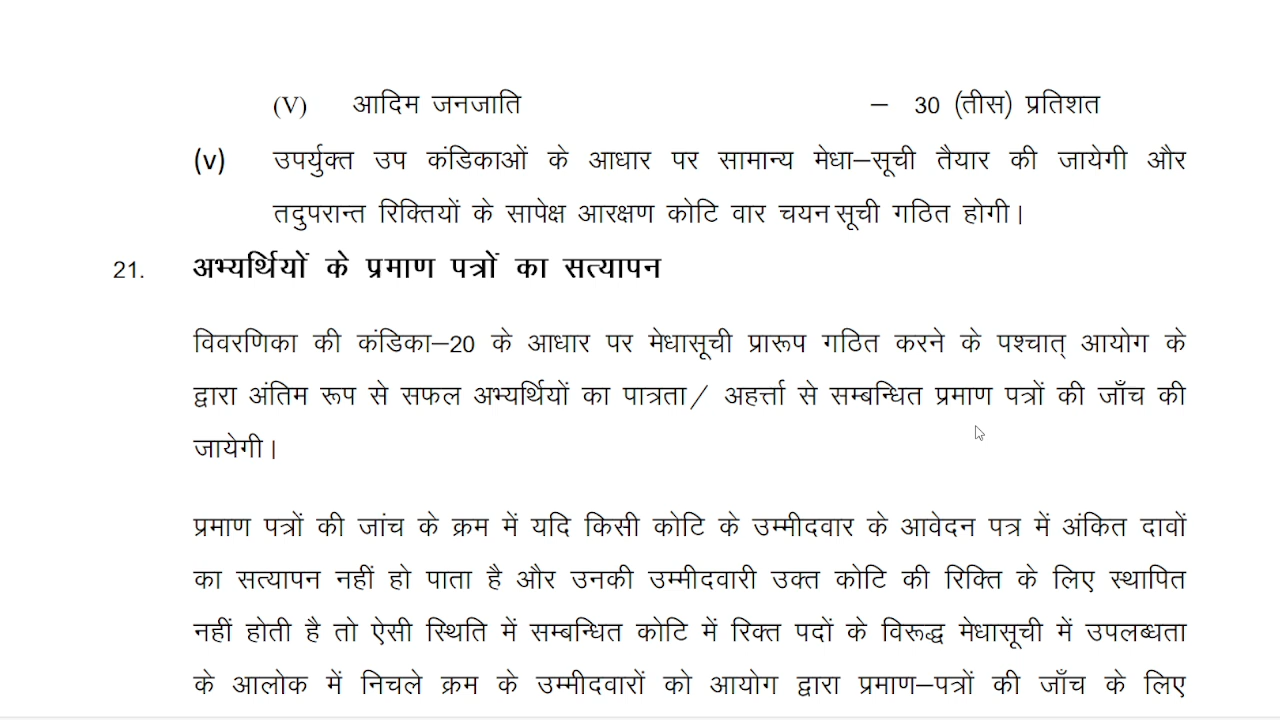 (V) आदिम जनजाति – 30 (तीस) प्रतिशत
(v) उपर्युक्त उप कंडिकाओं के आधार पर सामान्य मेधा–सूची तैयार की जायेगी और
तदुपरान्त रिक्तियों के सापेक्ष आरक्षण कोटि वार चयन सूची गठित होगी।
21. अभ्यर्थियों के प्रमाण पत्रों का सत्यापन
विवरणिका की कंडिका–20 के आधार पर मेधासूची प्रारूप गठित करने के पश्चात् आयोग के
द्वारा अंतिम रूप से सफल अभ्यर्थियों का पात्रता/ अहर्त्ता से सम्बन्धित प्रमाण पत्रों की जाँच की
जायेगी।
प्रमाण पत्रों की जांच के क्रम में यदि किसी कोटि के उम्मीदवार के आवेदन पत्र में अंकित दावों
का सत्यापन नहीं हो पाता है और उनकी उम्मीदवारी उक्त कोटि की रिक्ति के लिए स्थापित
नहीं होती है तो ऐसी स्थिति में सम्बन्धित कोटि में रिक्त पदों के विरूद्ध मेधासूची में उपलब्धता
के आलोक में निचले क्रम के उम्मीदवारों को आयोग द्वारा प्रमाण–पत्रों की जाँच के लिए